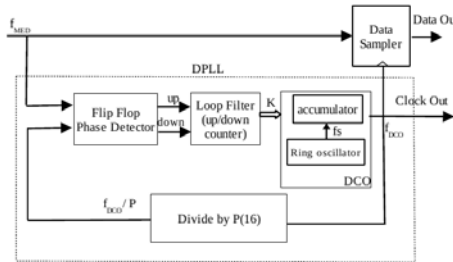 f_MED
Data
Sampler
Data Ou
DPLL
Flip Flop
Phase Detector
up
down
Loop Filter
(up/down
counter)
K
accumulator
fs
Ring oscillator
DCO
Clock Out
f_DCO
f_DCO/ P
Divide by P(16)